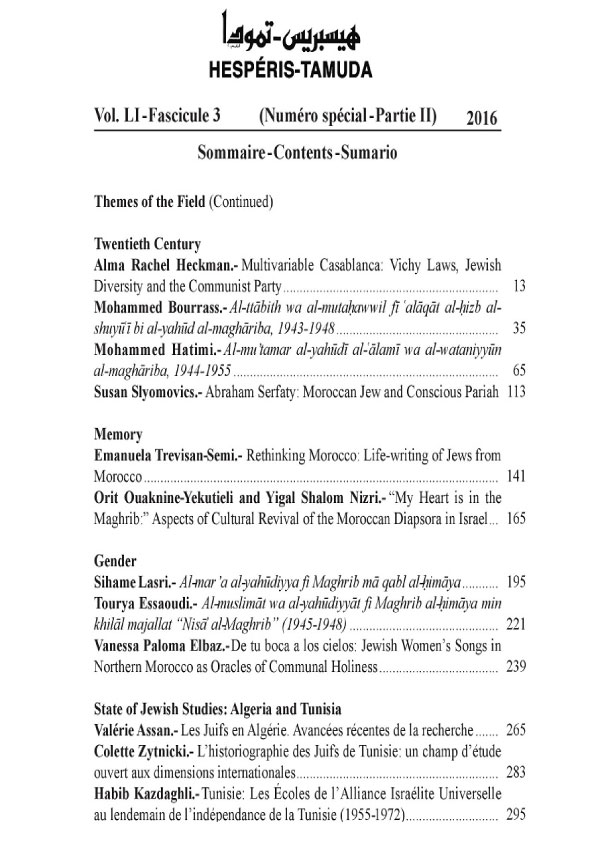 هيسبريس-تمودا
HESPÉRIS-TAMUDA
Vol. LI-Fascicule 3 (Numéro spécial-Partie II) 2016
Sommaire-Contents-Sumario
Themes of the Field (Continued)
Twentieth Century
Alma Rachel Heckman.- Multivariable Casablanca: Vichy Laws, Jewish
Diversity and the Communist Party ................................................................. 13
Mohammed Bourrass.- Al-ttābith wa al-mutaḥawwil fī ʿalāqāt al-ḥizb al-
shuyūʿī bi al-yahūd al-maghāriba, 1943-1948 ................................................. 35
Mohammed Hatimi.- Al-muʾtamar al-yahūdī al-ʿālamī wa al-wataniyyūn
al-maghāriba, 1944-1955 ................................................................................ 65
Susan Slyomovics.- Abraham Serfaty: Moroccan Jew and Conscious Pariah 113
Memory
Emanuela Trevisan-Semi.- Rethinking Morocco: Life-writing of Jews from
Morocco ........................................................................................................... 141
Orit Ouaknine-Yekutieli and Yigal Shalom Nizri.- “My Heart is in the
Maghrib:” Aspects of Cultural Revival of the Moroccan Diapsora in Israel ... 165
Gender
Sihame Lasri.- Al-marʾa al-yahūdiyya fi Maghrib mā qabl al-ḥimāya ........... 195
Tourya Essaoudi.- Al-muslimāt wa al-yahūdiyyāt fi Maghrib al-ḥimāya min
khilāl majallat “Nisāʾ al-Maghrib” (1945-1948) ............................................. 221
Vanessa Paloma Elbaz.-De tu boca a los cielos: Jewish Women’s Songs in
Northern Morocco as Oracles of Communal Holiness .................................... 239
State of Jewish Studies: Algeria and Tunisia
Valérie Assan.- Les Juifs en Algérie. Avancées récentes de la recherche ....... 265
Colette Zytnicki.- L’historiographie des Juifs de Tunisie: un champ d’étude
ouvert aux dimensions internationales ............................................................. 283
Habib Kazdaghli.- Tunisie: Les Écoles de l’Alliance Israélite Universelle
au lendemain de l’indépendance de la Tunisie (1955-1972) ............................ 295